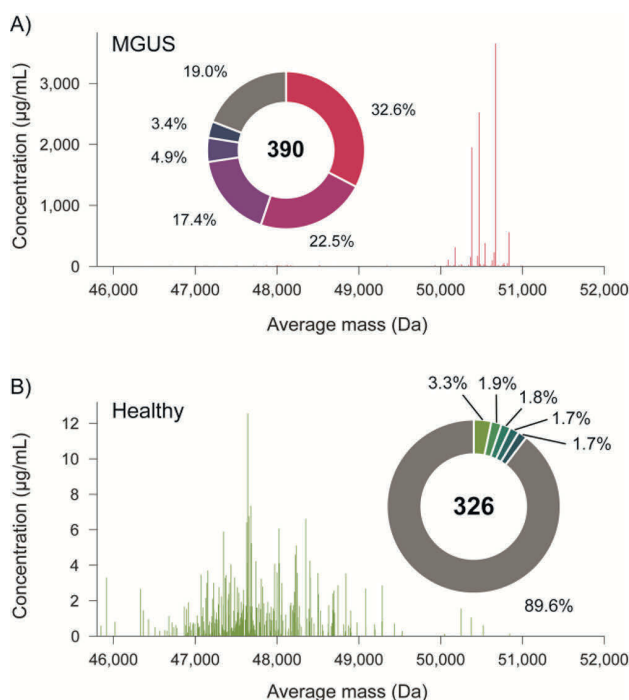 A)
MGUS
Concentration (µg/mL)
3,000
2,000
1,000
0
19.0%
3.4%
4.9%
17.4%
22.5%
32.6%
390
46,000 47,000 48,000 49,000 50,000 51,000 52,000
Average mass (Da)
B)
Healthy
Concentration (µg/mL)
12
10
8
6
4
2
0
3.3% 1.9% 1.8% 1.7% 1.7%
326
89.6%
46,000 47,000 48,000 49,000 50,000 51,000 52,000
Average mass (Da)